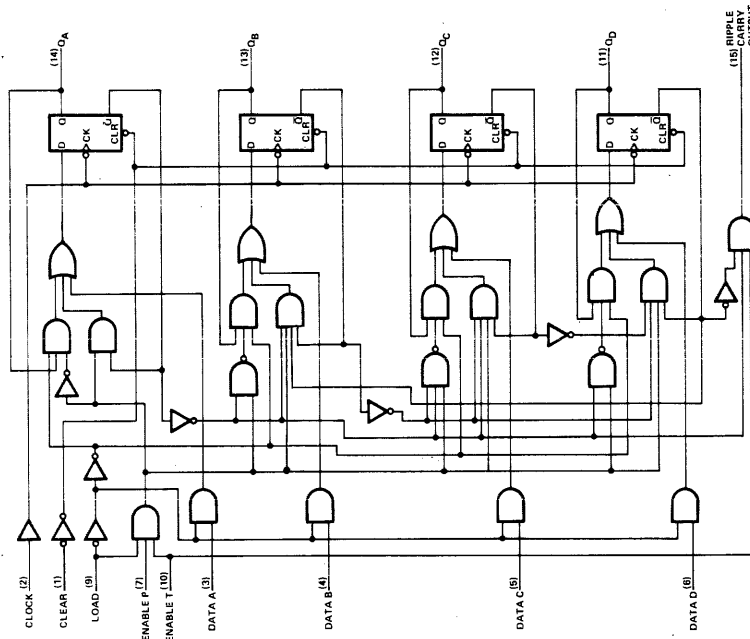 (14) QA
(13) QB
(12) QC
(11) QD
(15) RIPPLE
CARRY
OUTPUT
D Q
CK
CLR Q
D Q
CK
CLR Q
D Q
CK
CLR Q
D Q
CK
CLR Q
CLOCK (2)
CLEAR (1)
LOAD (9)
ENABLE P (7)
ENABLE T (10)
DATA A (3)
DATA B (4)
DATA C (5)
DATA D (6)